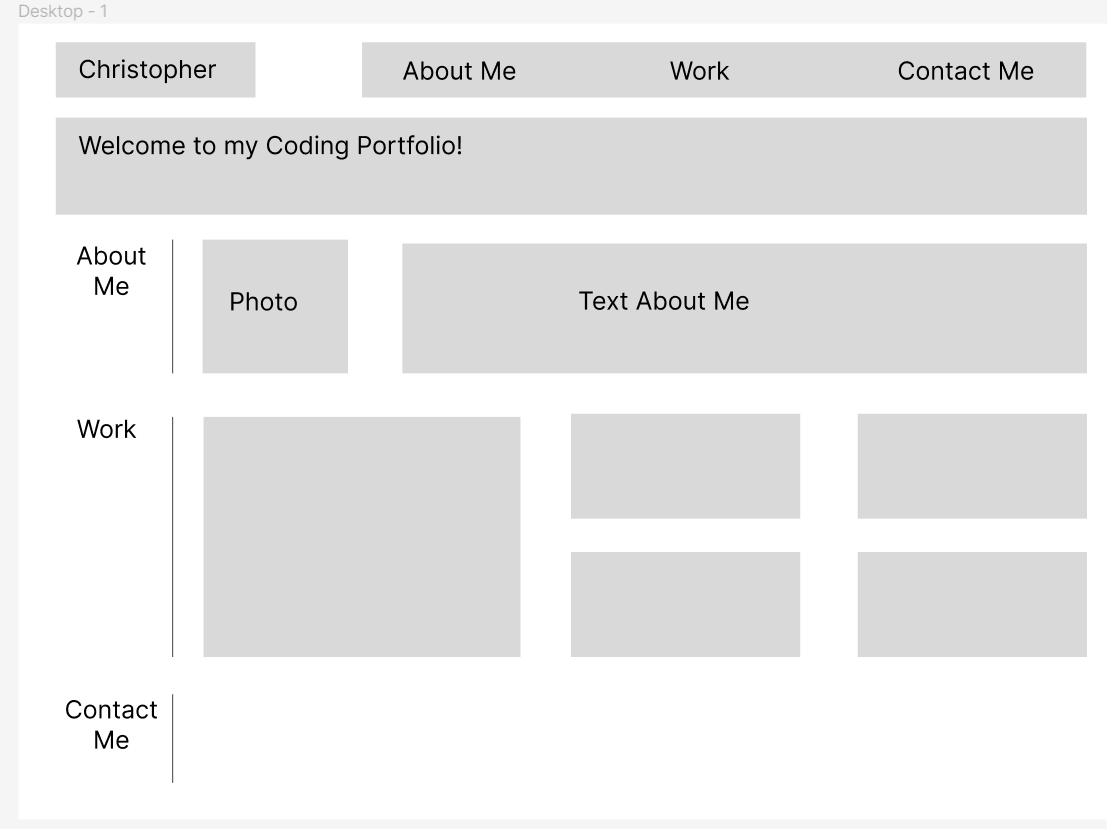 Desktop - 1
Christopher
About Me
Work
Contact Me
Welcome to my Coding Portfolio!
About
Me
Photo
Text About Me
Work
Contact
Me